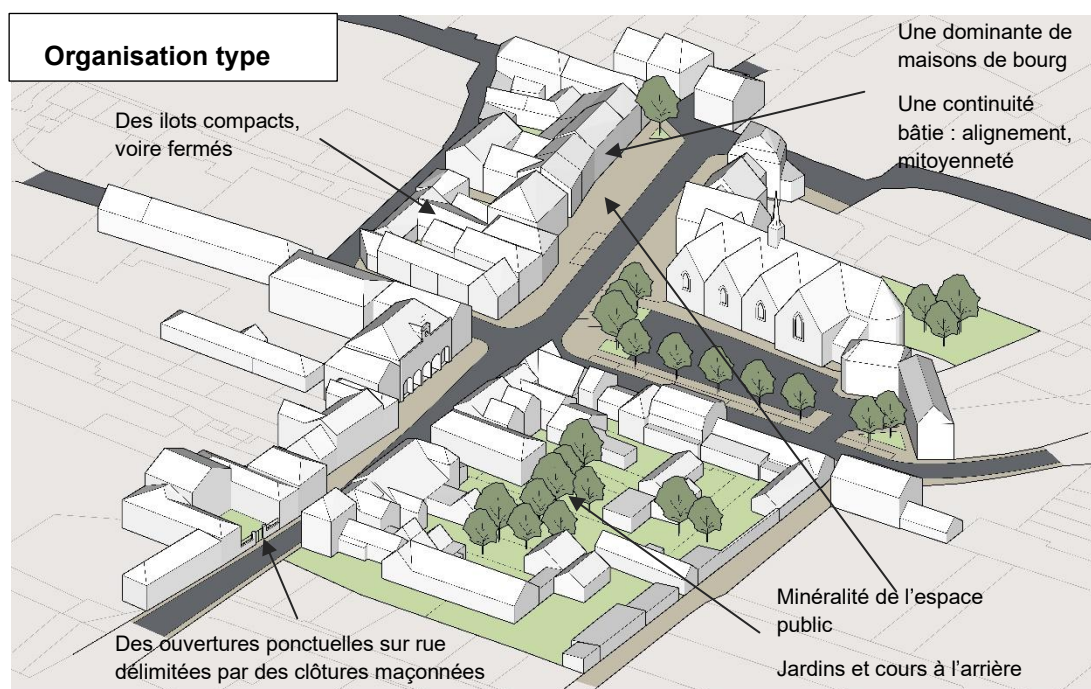 Organisation type
Une dominante de
maisons de bourg
Une continuité
bâtie : alignement,
mitoyenneté
Des ilots compacts,
voire fermés
Minéralité de l'espace
public
Jardins et cours à l'arrière
Des ouvertures ponctuelles sur rue
délimitées par des clôtures maçonnées